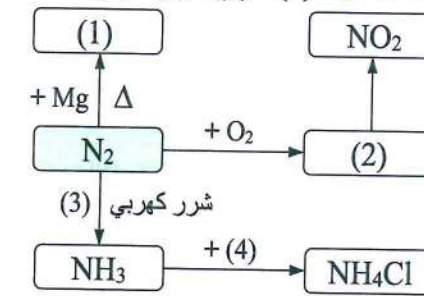 (1)
NO₂
+ Mg Δ
N₂
+ O₂
(2)
(3) شرر كهربي
NH₃
+ (4)
NH₄Cl